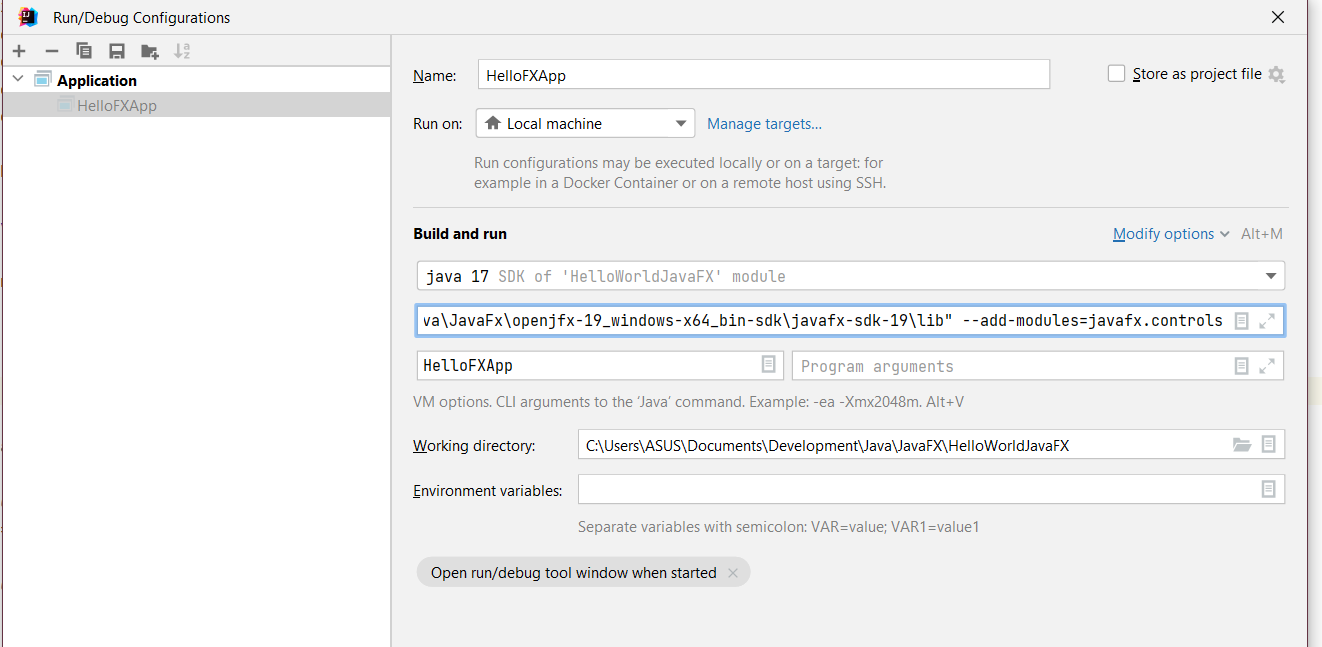 Run/Debug Configurations
Application
HelloFXApp
Name: HelloFXApp Store as project file
Run on: Local machine Manage targets...
Run configurations may be executed locally or on a target: for
example in a Docker Container or on a remote host using SSH.
Build and run Modify options Alt+M
java 17 SDK of 'HelloWorldJavaFX' module
va\JavaFx\openjfx-19_windows-x64_bin-sdk\javafx-sdk-19\lib" --add-modules=javafx.controls
HelloFXApp Program arguments
VM options. CLI arguments to the ‘Java’ command. Example: -ea -Xmx2048m. Alt+V
Working directory: C:\Users\ASUS\Documents\Development\Java\JavaFX\HelloWorldJavaFX
Environment variables:
Separate variables with semicolon: VAR=value; VAR1=value1
Open run/debug tool window when started